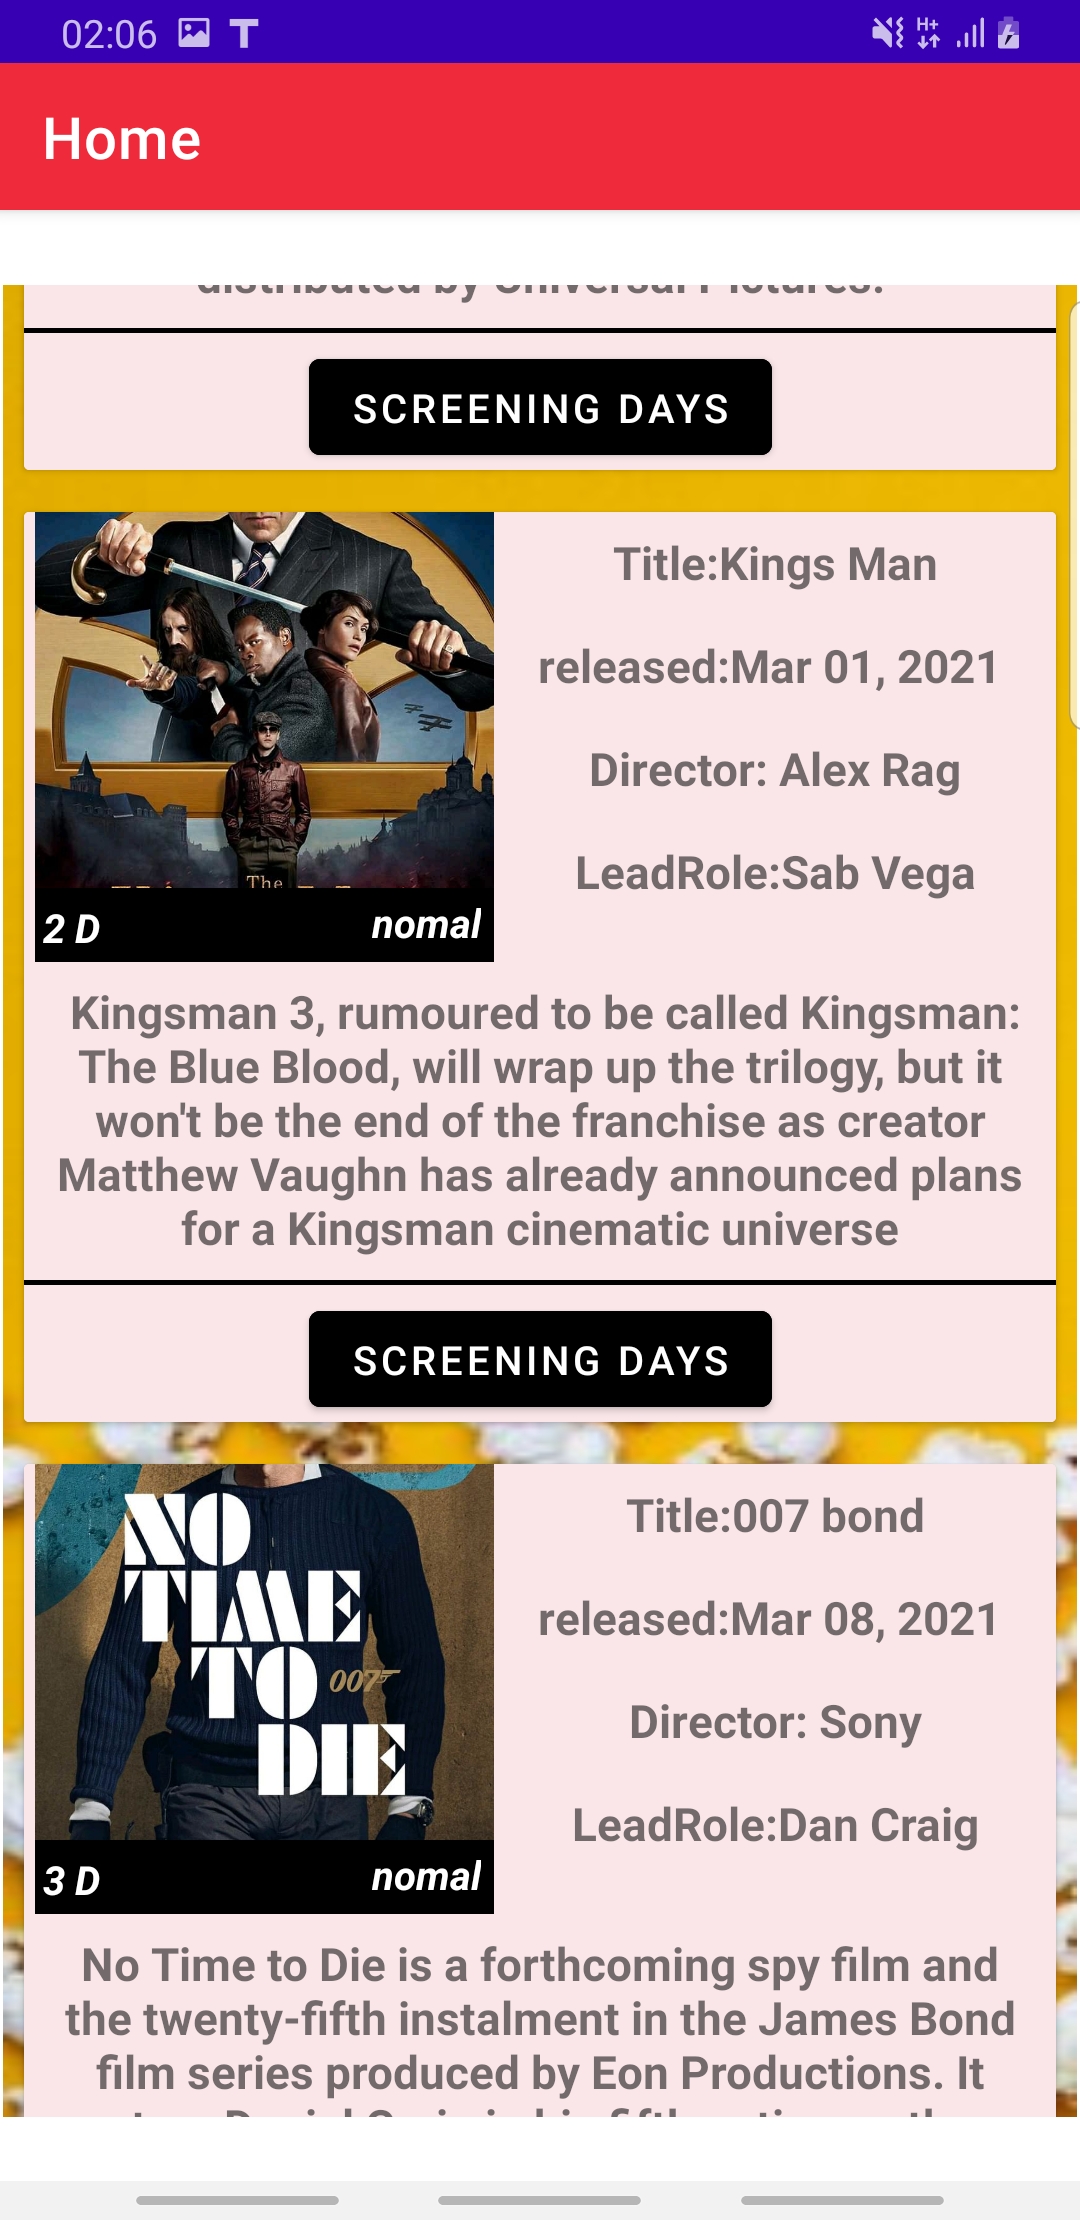 02:06 T H+
Home
distributed by Universal Pictures.
SCREENING DAYS
Title:Kings Man
released:Mar 01, 2021
Director: Alex Rag
LeadRole:Sab Vega
The
2 D nomal
Kingsman 3, rumoured to be called Kingsman:
The Blue Blood, will wrap up the trilogy, but it
won't be the end of the franchise as creator
Matthew Vaughn has already announced plans
for a Kingsman cinematic universe
SCREENING DAYS
NO
TIME
TO 007
DIE
Title:007 bond
released:Mar 08, 2021
Director: Sony
LeadRole:Dan Craig
3 D nomal
No Time to Die is a forthcoming spy film and
the twenty-fifth instalment in the James Bond
film series produced by Eon Productions. It